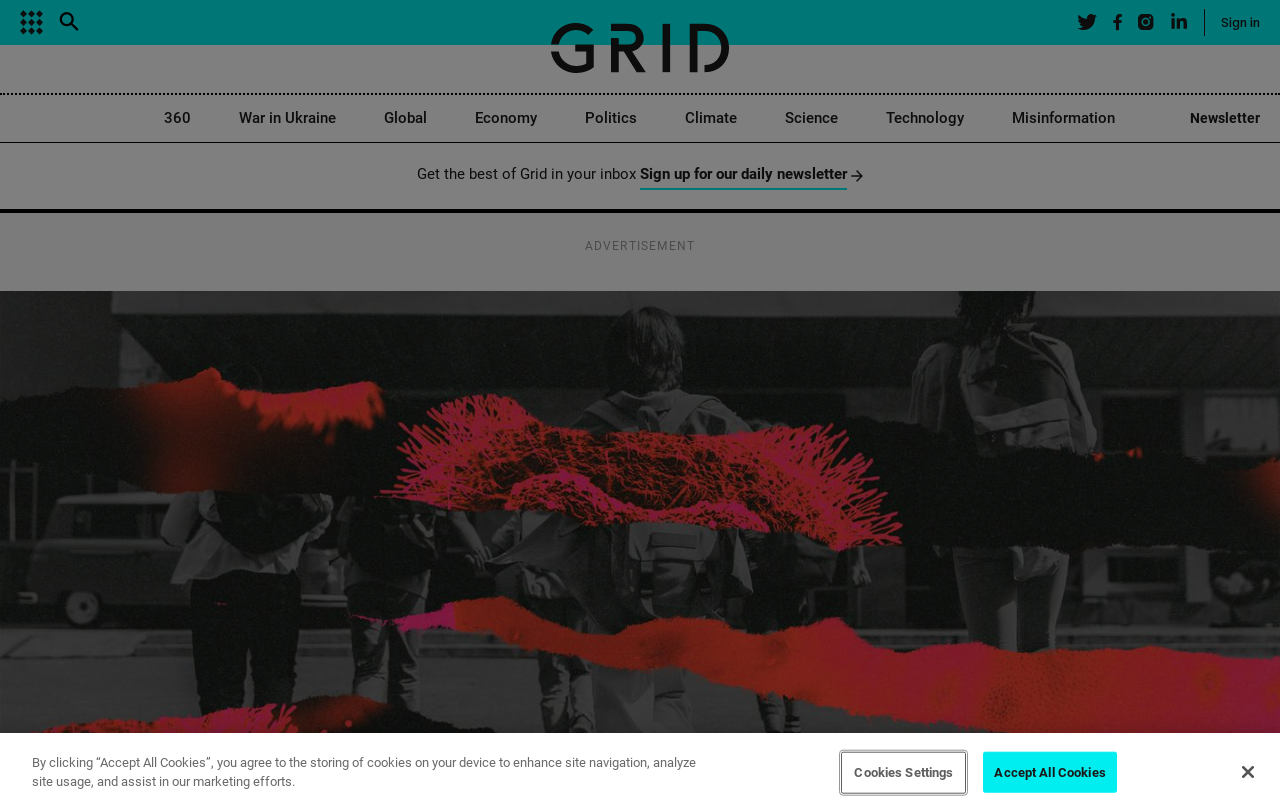 GRID
Sign in
360 War in Ukraine Global Economy Politics Climate Science Technology Misinformation Newsletter
Get the best of Grid in your inbox Sign up for our daily newsletter
ADVERTISEMENT
By clicking “Accept All Cookies”, you agree to the storing of cookies on your device to enhance site navigation, analyze
site usage, and assist in our marketing efforts.
Cookies Settings
Accept All Cookies